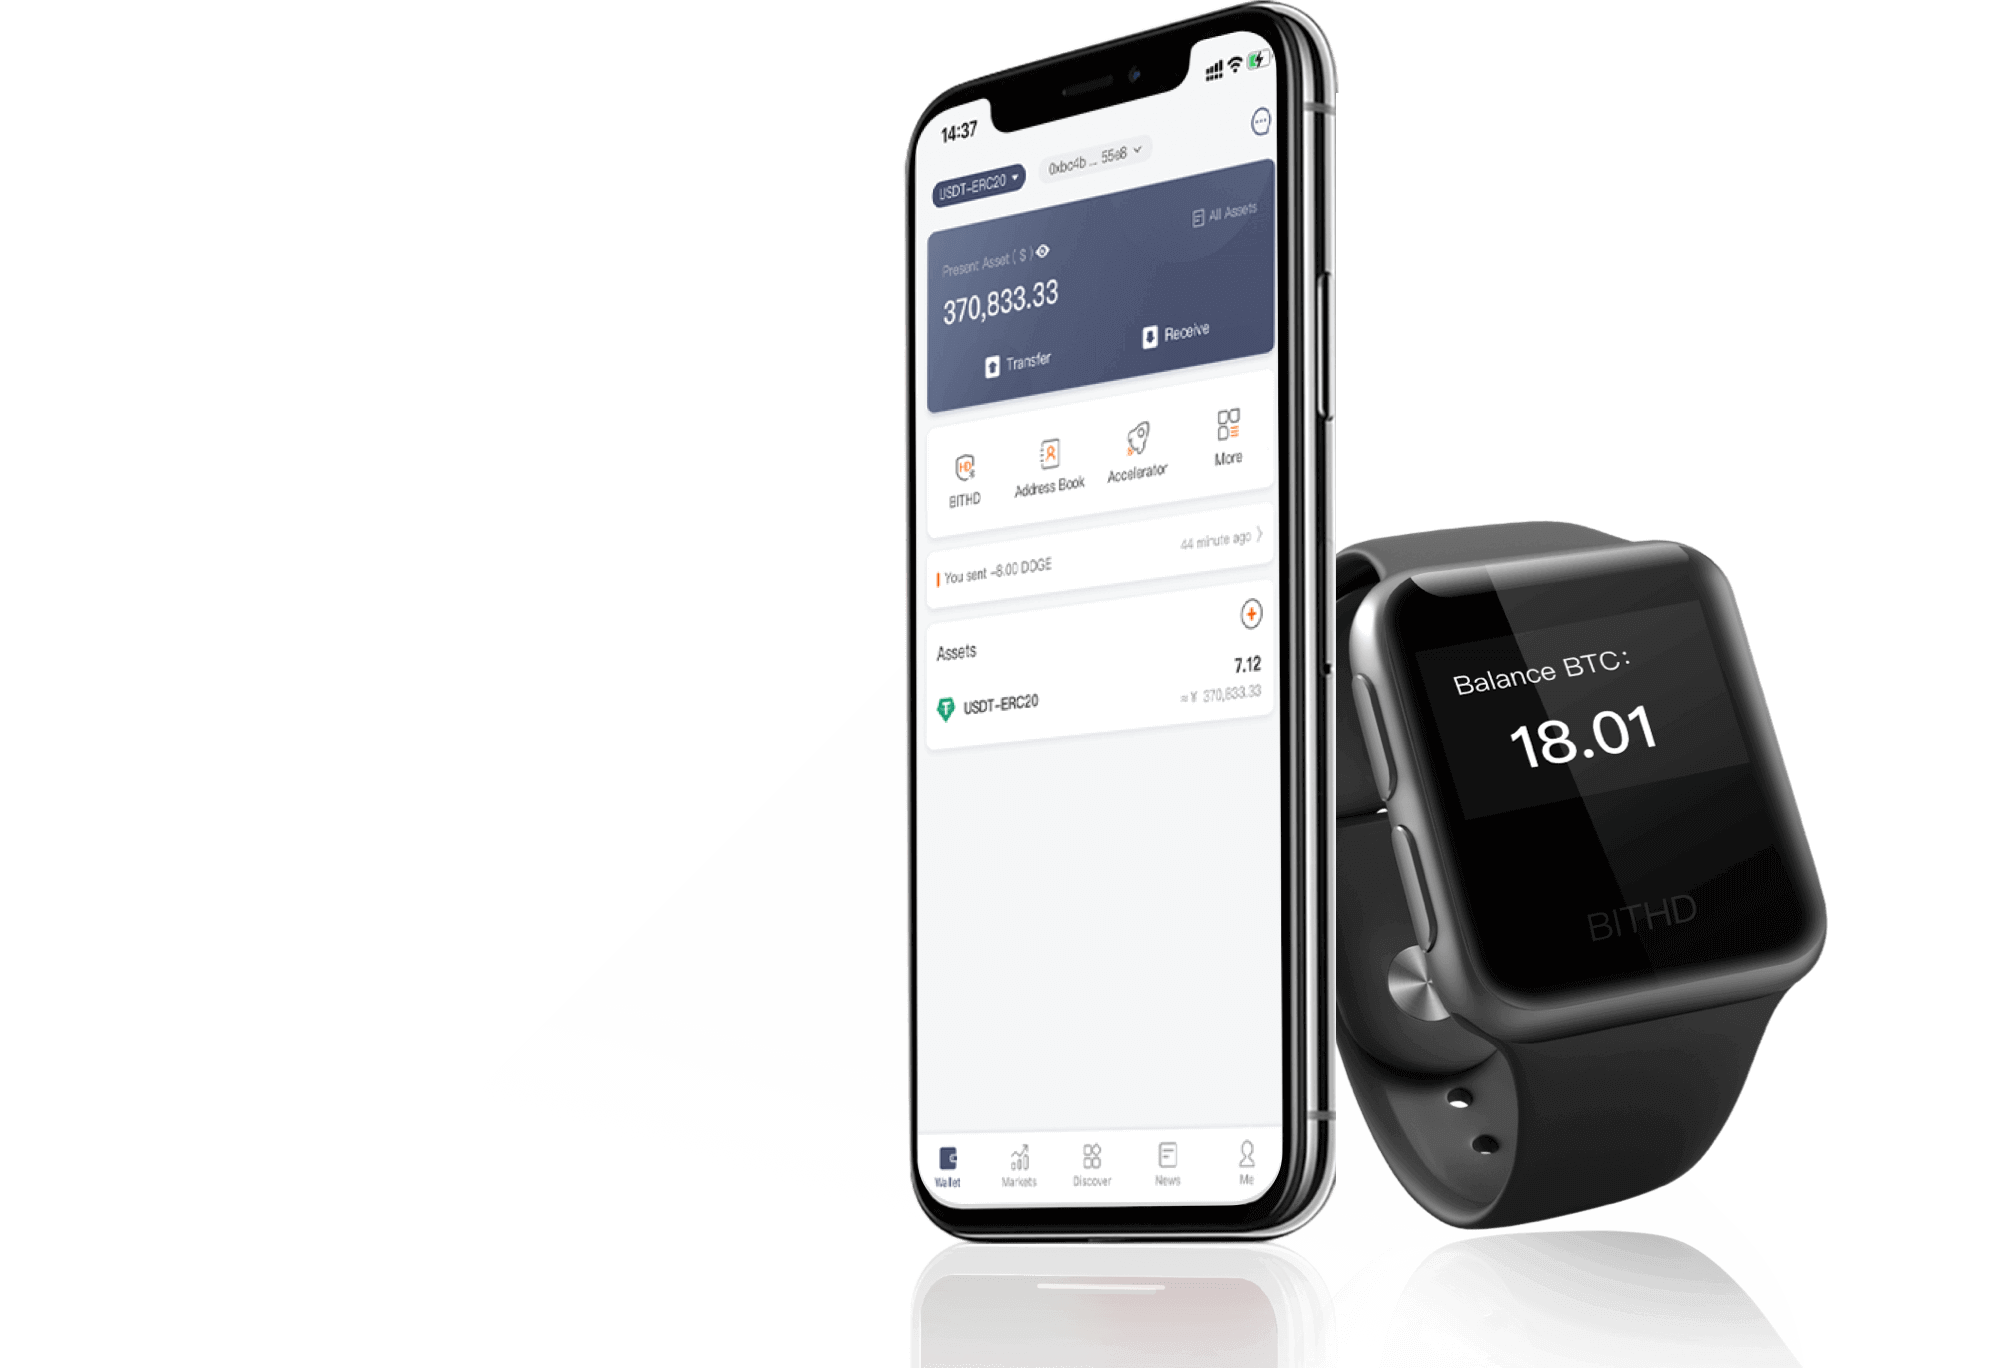 14:37
USDT-ERC20
0xbc4b ... 55e8
All Assets
Present Asset ( $ )
370,833.33
Transfer
Receive
HD
BITHD
Address Book
Accelerator
More
You sent -8.00 DOGE
44 minute ago
Assets
7.12
USDT-ERC20
≈¥ 370,833.33
Wallet
Markets
Discover
News
Me
Balance BTC:
18.01
BITHD